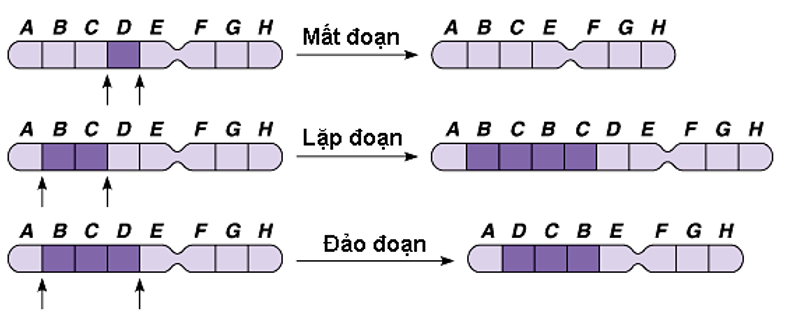 A B C D E F G H
Mất đoạn
A B C E F G H
A B C D E F G H
Lặp đoạn
A B C B C D E F G H
A B C D E F G H
Đảo đoạn
A D C B E F G H